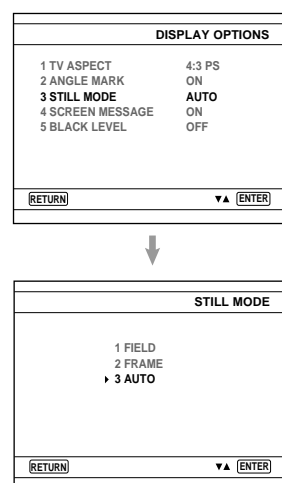 DISPLAY OPTIONS
1 TV ASPECT 4:3 PS
2 ANGLE MARK ON
3 STILL MODE AUTO
4 SCREEN MESSAGE ON
5 BLACK LEVEL OFF
RETURN ▼▲ ENTER
STILL MODE
1 FIELD
2 FRAME
3 AUTO
RETURN ▼▲ ENTER